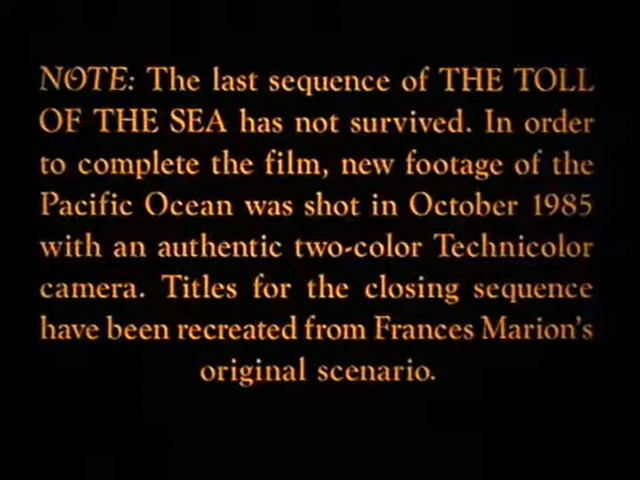 NOTE: The last sequence of THE TOLL
OF THE SEA has not survived. In order
to complete the film, new footage of the
Pacific Ocean was shot in October 1985
with an authentic two-color Technicolor
camera. Titles for the closing sequence
have been recreated from Frances Marion's
original scenario.